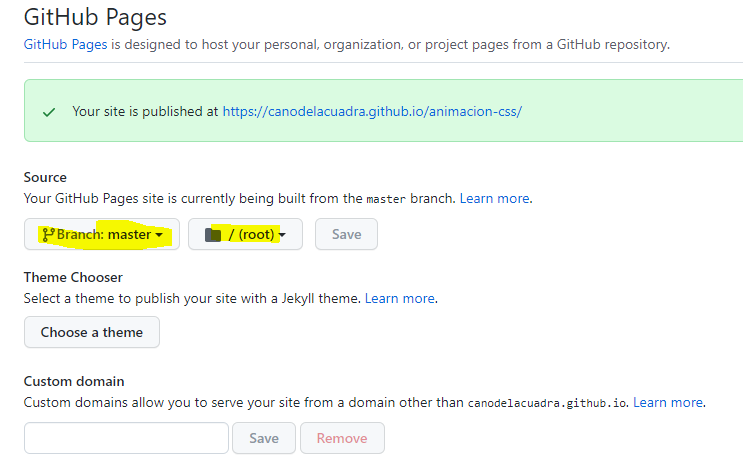 GitHub Pages
GitHub Pages is designed to host your personal, organization, or project pages from a GitHub repository.
Your site is published at https://canodelacuadra.github.io/animacion-css/
Source
Your GitHub Pages site is currently being built from the master branch. Learn more.
Branch: master / (root) Save
Theme Chooser
Select a theme to publish your site with a Jekyll theme. Learn more.
Choose a theme
Custom domain
Custom domains allow you to serve your site from a domain other than canodelacuadra.github.io. Learn more.
Save Remove